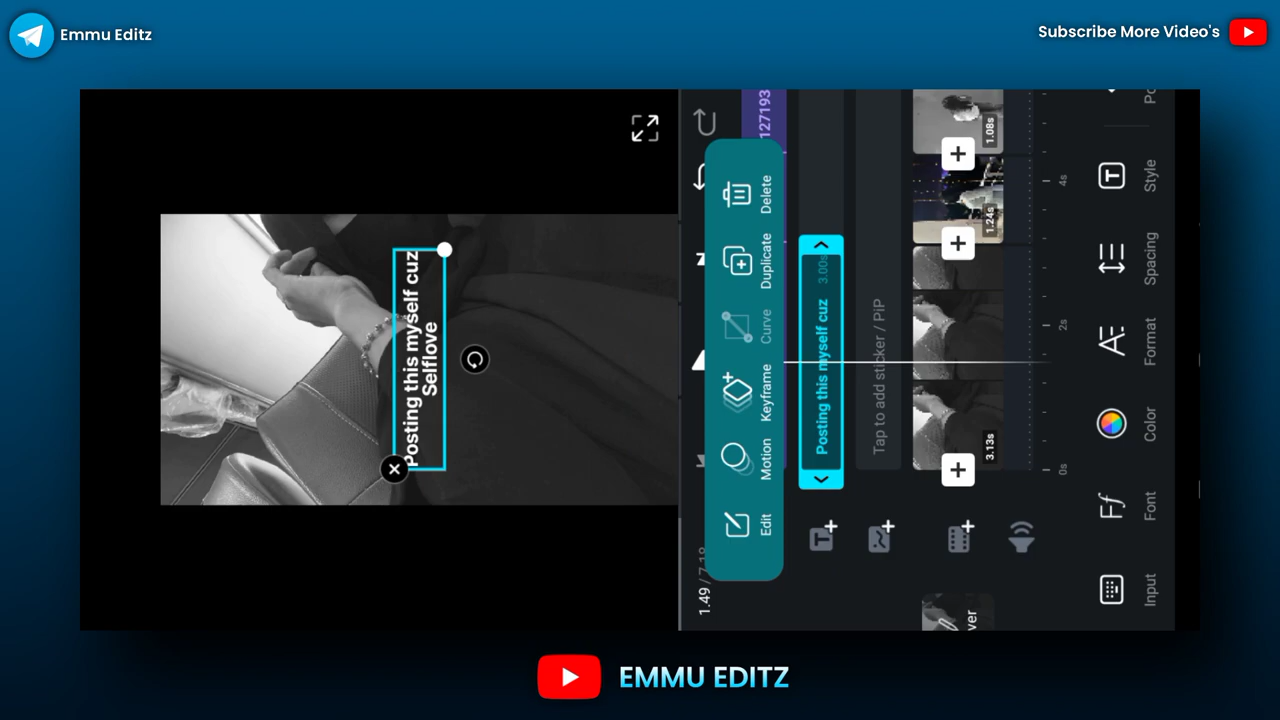 Emmu Editz
Subscribe More Video's
Posting this myself cuz
Selflove
1.49 / 7.18
127193
Edit
Motion
Keyframe
Curve
Duplicate
Delete
Posting this myself cuz
3.00s
Tap to add sticker / PiP
3.13s
1.24s
1.08s
0s
2s
4s
Input
Font
Color
Format
Spacing
Style
EMMU EDITZ